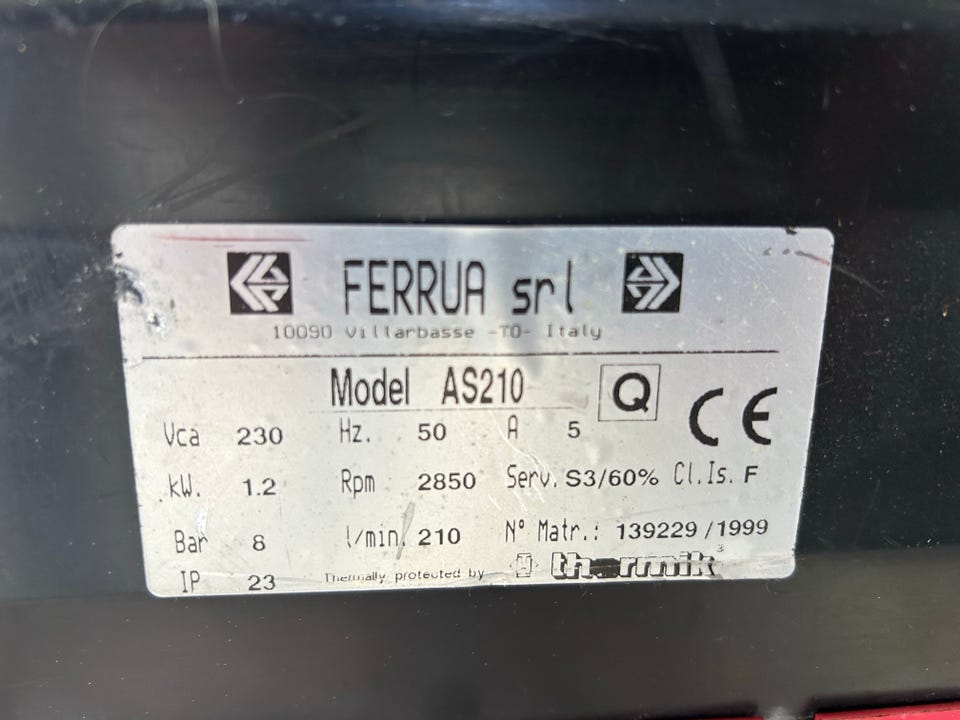 FERRUA srl
10090 Villarbasse -TO- Italy
Model AS210 Q CE
Vca 230 Hz. 50 A 5
kW. 1.2 Rpm 2850 Serv. S3/60% Cl.Is. F
Bar 8 l/min. 210 N° Matr.: 139229/1999
IP 23 Thermally protected by thermik